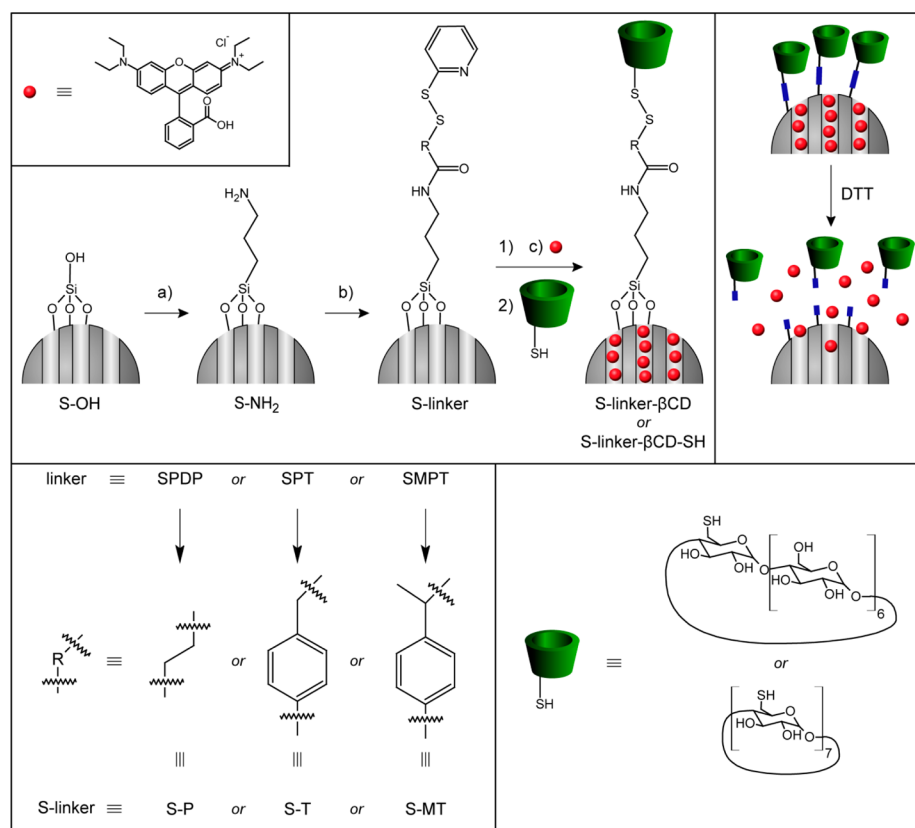 Cl-
N
O
N+
O
OH
≡
OH
Si
O O O
S-OH
a)
H2N
Si
O O O
S-NH2
b)
N
S
S
R
O
HN
Si
O O O
S-linker
1) c)
2)
SH
S
S
R
O
HN
Si
O O O
S-linker-βCD
or
S-linker-βCD-SH
DTT
linker ≡ SPDP or SPT or SMPT
R ≡ or or
S-linker ≡ S-P or S-T or S-MT
SH
≡
SH
O
HO
OH
O
HO
O
HO
OH
O
6
or
SH
O
HO
OH
O
7